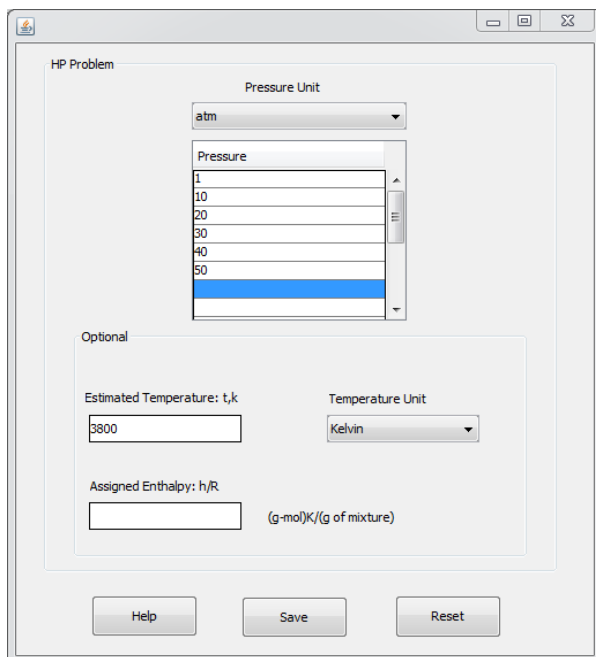 HP Problem
Pressure Unit
atm
Pressure
1
10
20
30
40
50
Optional
Estimated Temperature: t,k
Temperature Unit
3800
Kelvin
Assigned Enthalpy: h/R
(g-mol)K/(g of mixture)
Help
Save
Reset